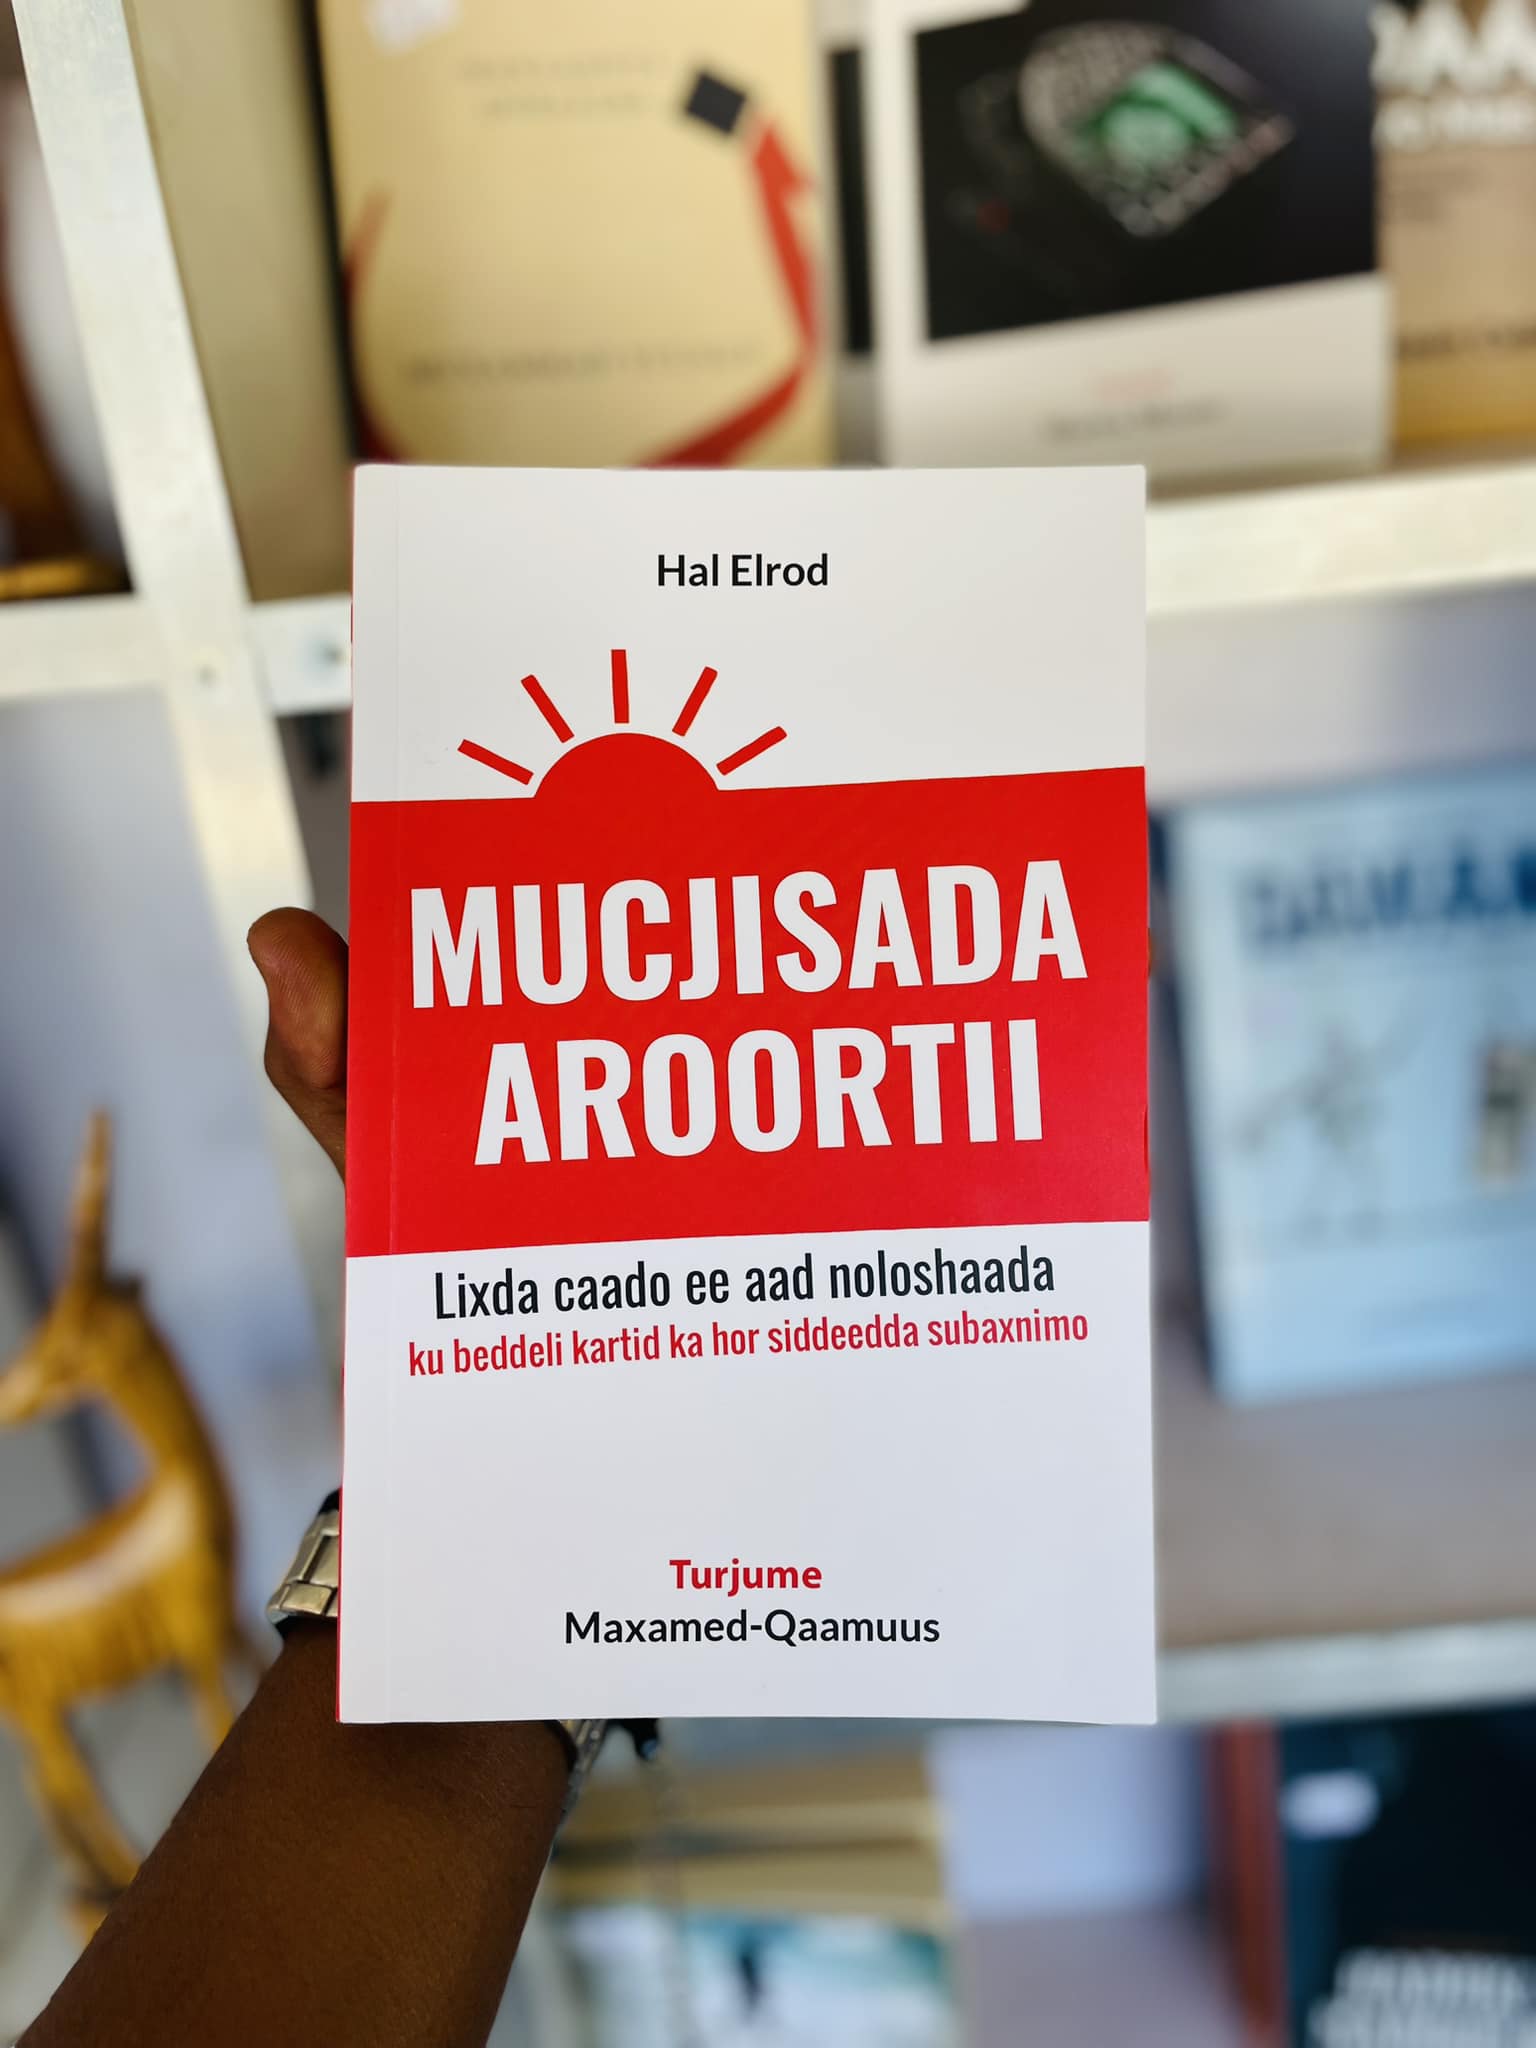 Hal Elrod
MUCJISADA
AROORTII
Lixda caado ee aad noloshaada
ku beddeli kartid ka hor siddeedda subaxnimo
Turjume
Maxamed-Qaamuus